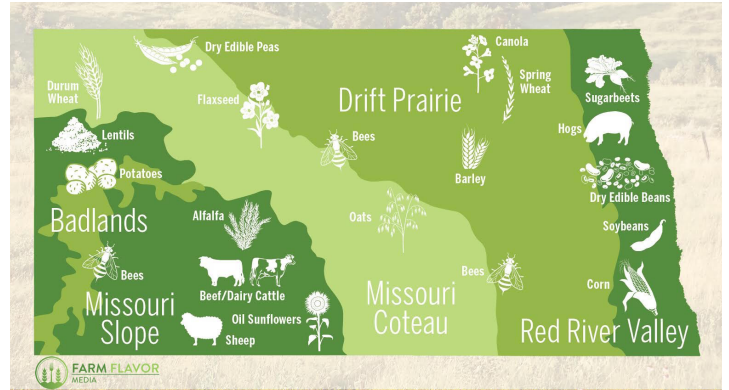 Dry Edible Peas
Canola
Durum
Wheat
Flaxseed
Drift Prairie
Spring
Wheat
Sugarbeets
Lentils
Bees
Hogs
Potatoes
Barley
Dry Edible Beans
Badlands
Alfalfa
Oats
Soybeans
Bees
Bees
Corn
Beef/Dairy Cattle
Missouri
Slope
Oil Sunflowers
Sheep
Missouri
Coteau
Red River Valley
FARM FLAVOR
MEDIA